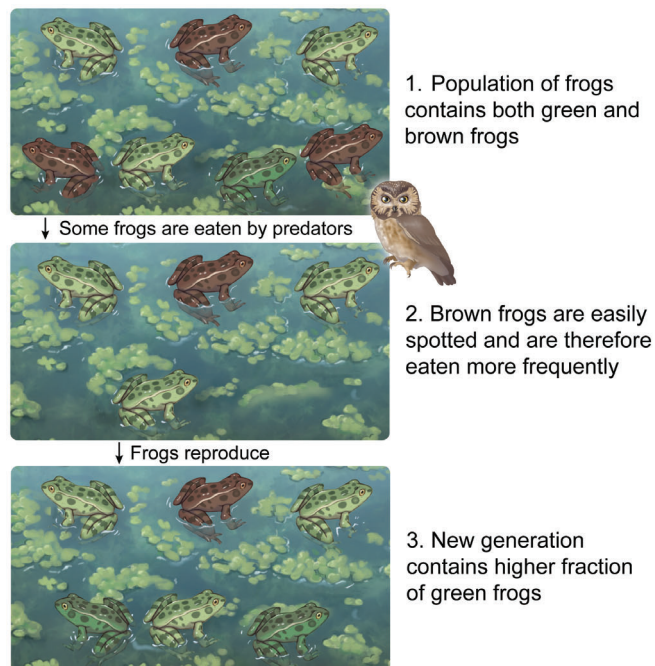 1. Population of frogs
contains both green and
brown frogs
Some frogs are eaten by predators
2. Brown frogs are easily
spotted and are therefore
eaten more frequently
Frogs reproduce
3. New generation
contains higher fraction
of green frogs